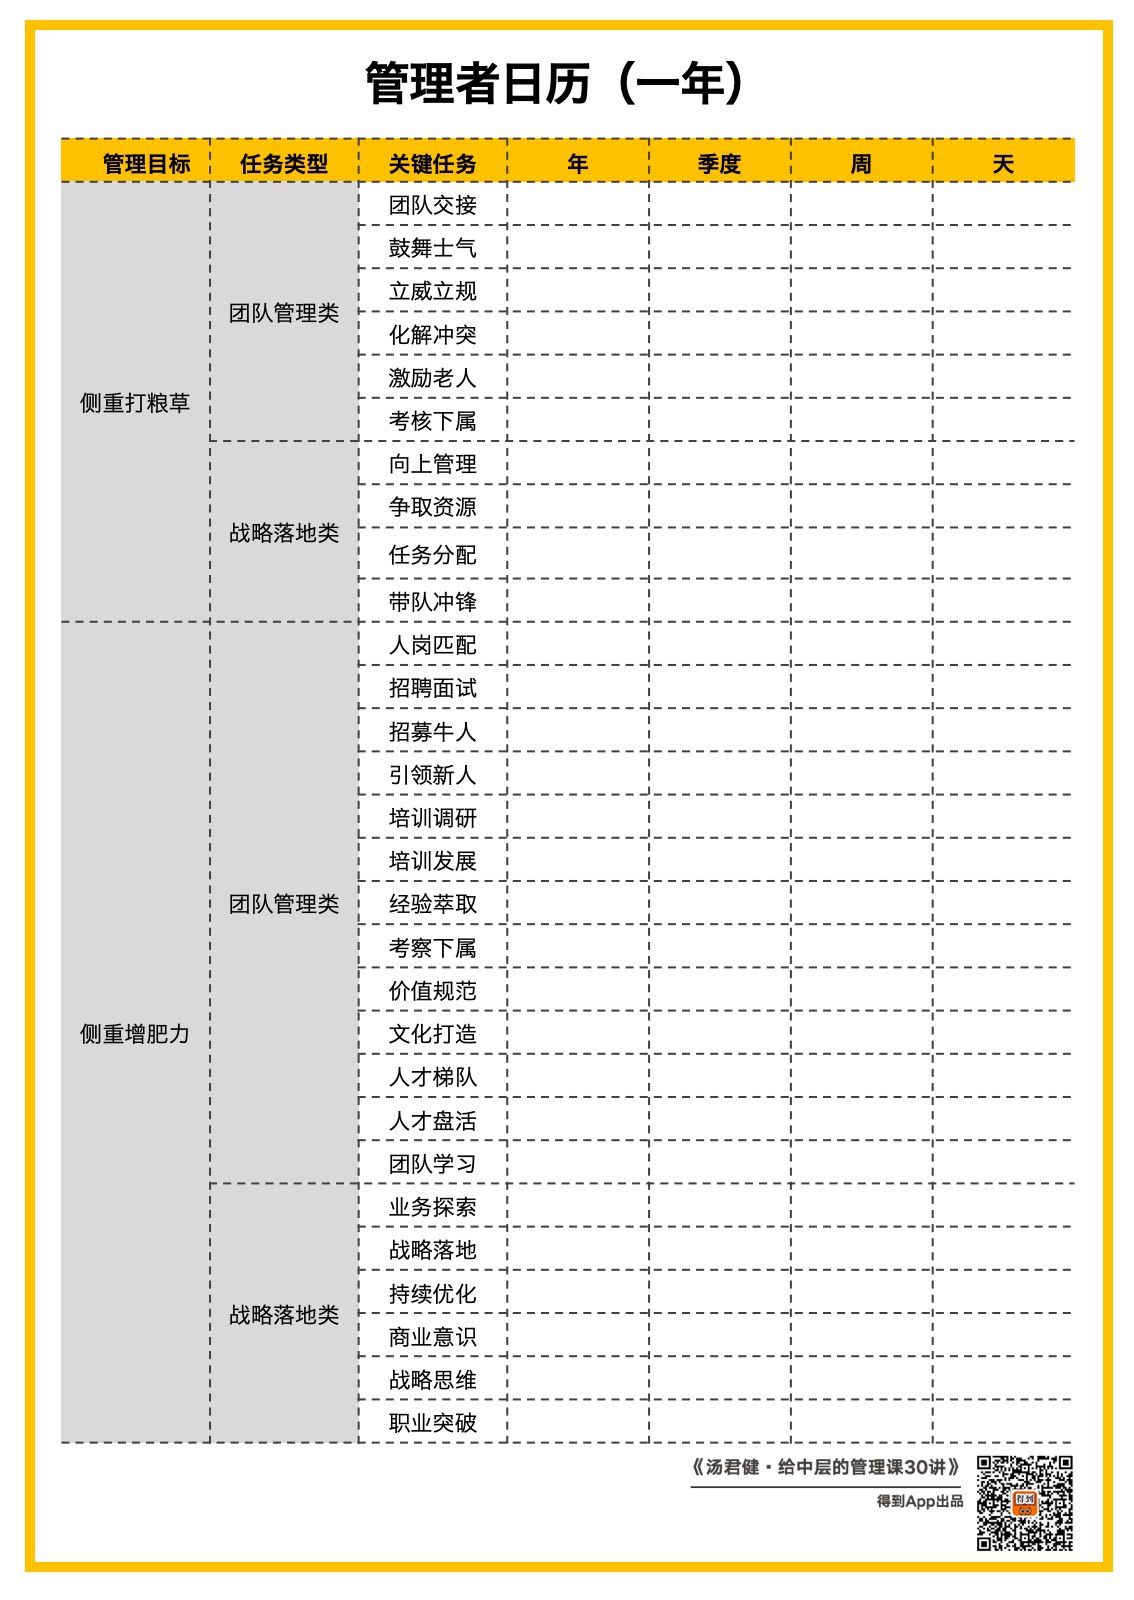 管理者日历（一年）
管理目标 任务类型 关键任务 年 季度 周 天
侧重打粮草
团队管理类
团队交接
鼓舞士气
立威立规
化解冲突
激励老人
考核下属
战略落地类
向上管理
争取资源
任务分配
带队冲锋
侧重增肥力
团队管理类
人岗匹配
招聘面试
招募牛人
引领新人
培训调研
培训发展
经验萃取
考察下属
价值规范
文化打造
人才梯队
人才盘活
团队学习
战略落地类
业务探索
战略落地
持续优化
商业意识
战略思维
职业突破
《汤君健·给中层的管理课30讲》
得到App出品
得到